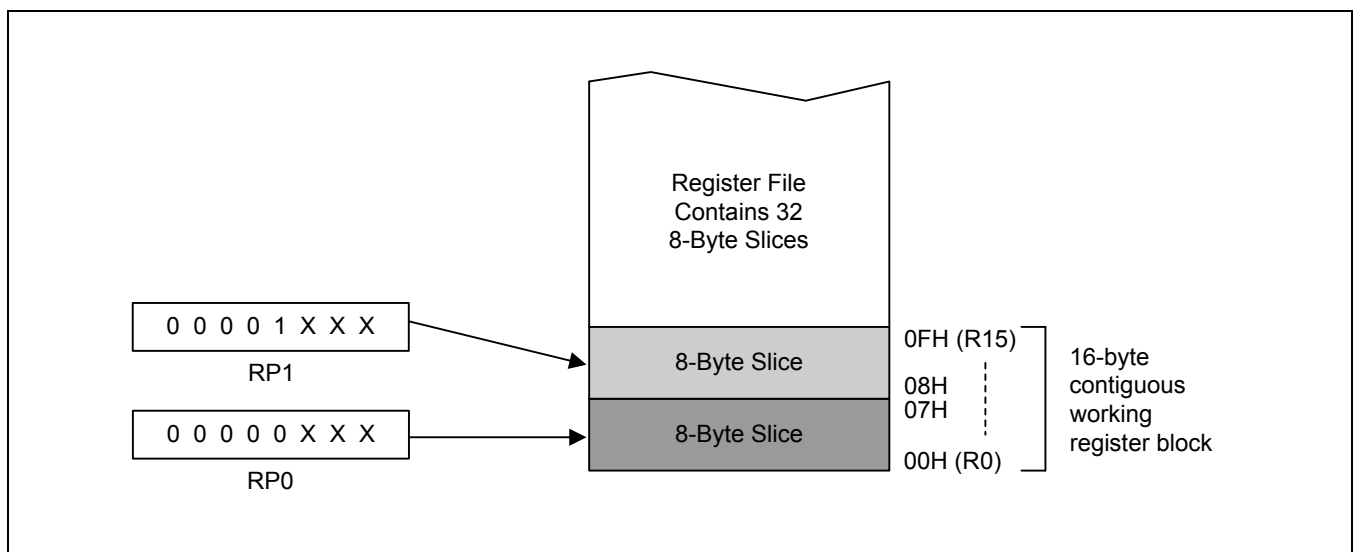 Register File
Contains 32
8-Byte Slices
0 0 0 0 1 X X X
RP1
8-Byte Slice
0FH (R15)
08H
07H
16-byte
contiguous
working
register block
0 0 0 0 0 X X X
RP0
8-Byte Slice
00H (R0)